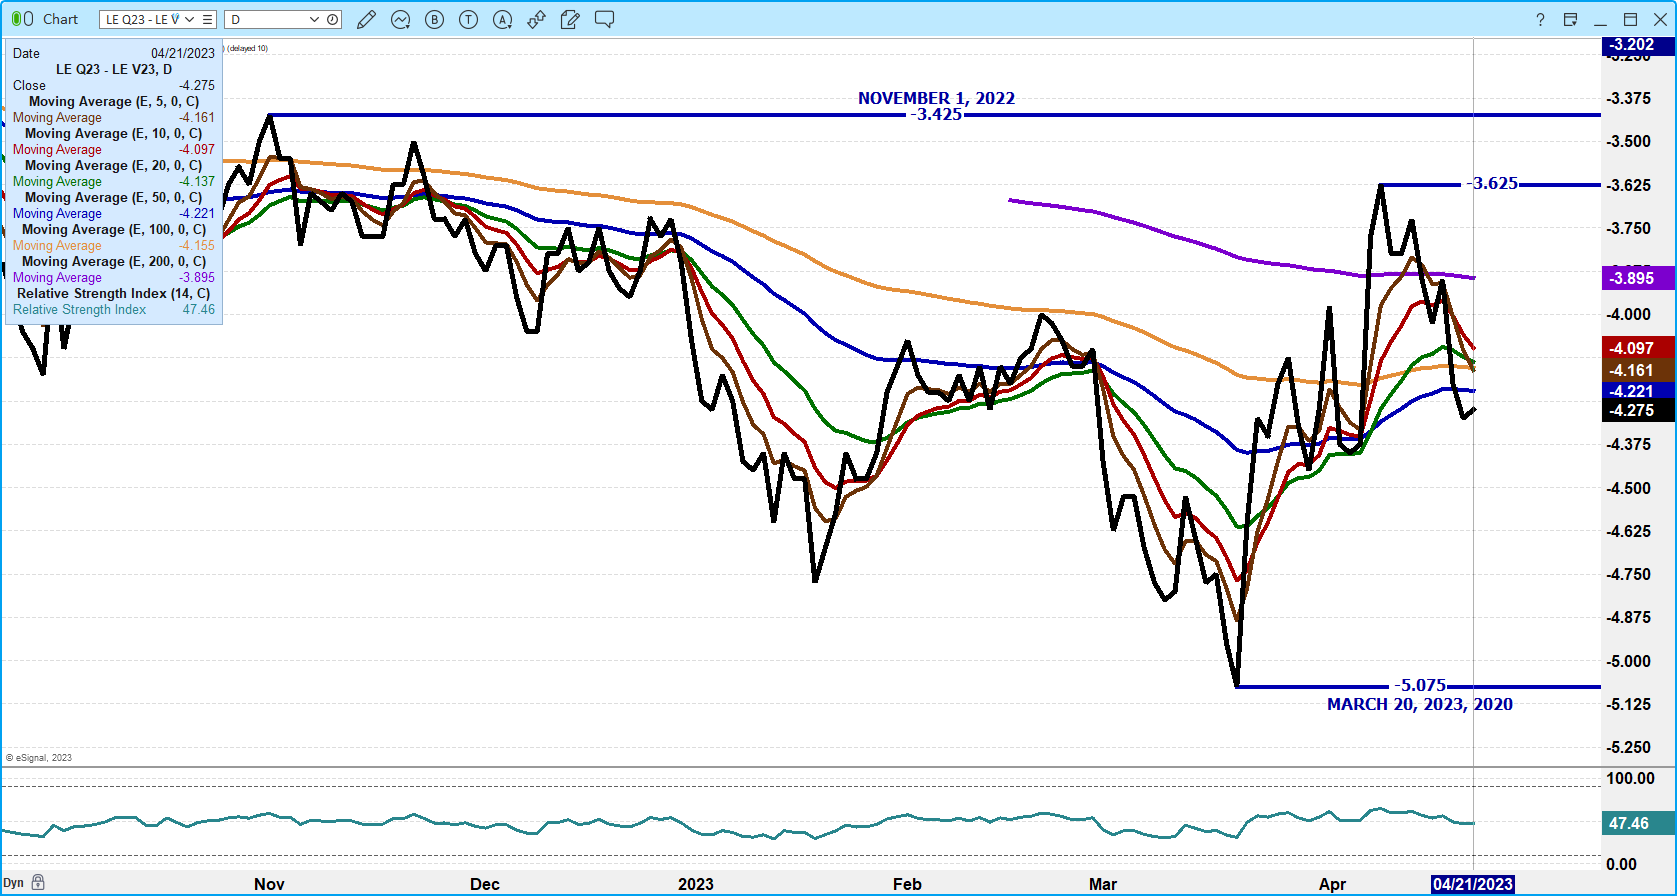 Chart
LE Q23 - LE V
D
B
T
A
?
Date 04/21/2023
LE Q23 - LE V23, D
Close -4.275
Moving Average (E, 5, 0, C)
Moving Average -4.161
Moving Average (E, 10, 0, C)
Moving Average -4.097
Moving Average (E, 20, 0, C)
Moving Average -4.137
Moving Average (E, 50, 0, C)
Moving Average -4.221
Moving Average (E, 100, 0, C)
Moving Average -4.155
Moving Average (E, 200, 0, C)
Moving Average -3.895
Relative Strength Index (14, C)
Relative Strength Index 47.46
) (delayed 10)
NOVEMBER 1, 2022
-3.425
-3.625
-5.075
MARCH 20, 2023, 2020
-3.202
-3.250
-3.375
-3.500
-3.625
-3.750
-3.895
-4.000
-4.097
-4.161
-4.221
-4.275
-4.375
-4.500
-4.625
-4.750
-4.875
-5.000
-5.125
-5.250
© eSignal, 2023
100.00
47.46
0.00
Dyn
Nov
Dec
2023
Feb
Mar
Apr
04/21/2023